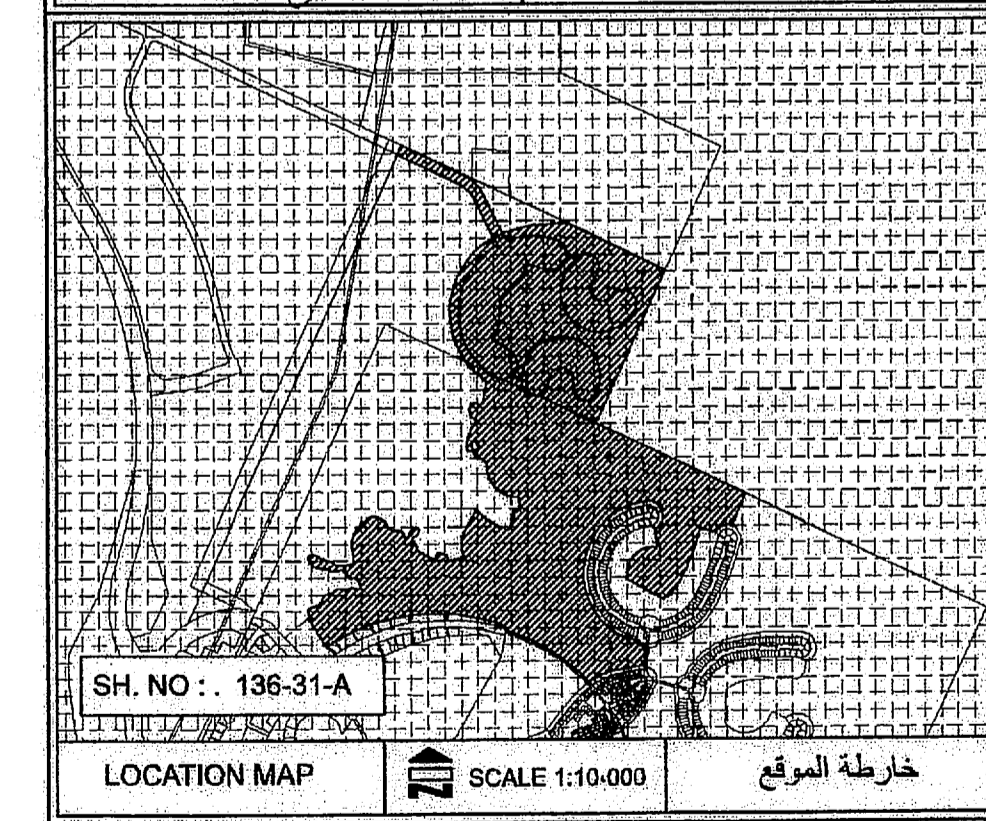 SH. NO : . 136-31-A
LOCATION MAP
N
SCALE 1:10,000
خارطة الموقع